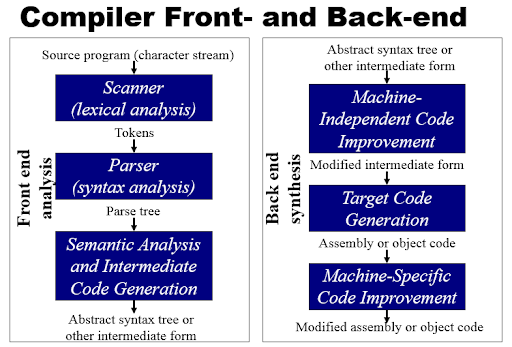 Compiler Front- and Back-end
Source program (character stream)
Scanner
(lexical analysis)
Tokens
Parser
(syntax analysis)
Parse tree
Semantic Analysis
and Intermediate
Code Generation
Abstract syntax tree or
other intermediate form
Front end
analysis
Abstract syntax tree or
other intermediate form
Machine-
Independent Code
Improvement
Modified intermediate form
Target Code
Generation
Assembly or object code
Machine-Specific
Code Improvement
Modified assembly or object code
Back end
synthesis